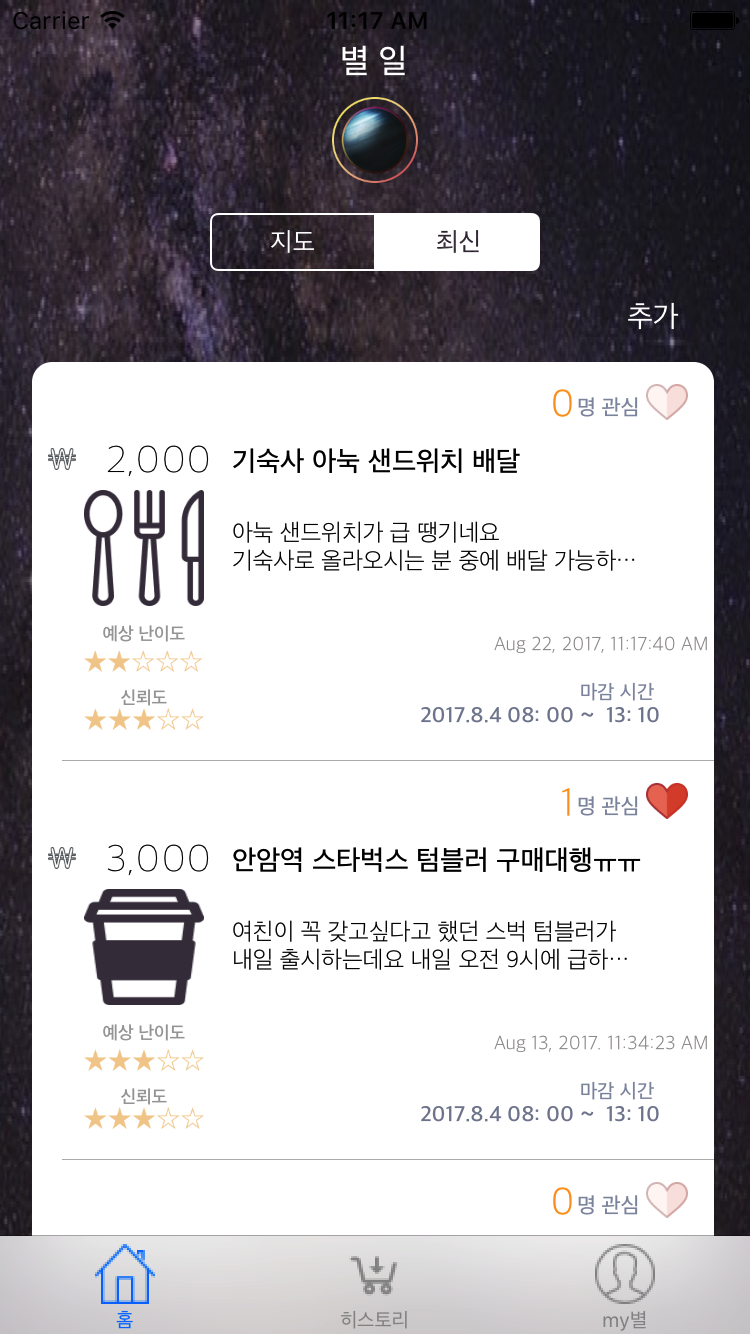 Carrier 11:17 AM
별 일
지도 최신
추가
0명 관심
₩ 2,000 기숙사 아눅 샌드위치 배달
아눅 샌드위치가 급 땡기네요
기숙사로 올라오시는 분 중에 배달 가능하…
예상 난이도
★★☆☆☆
Aug 22, 2017, 11:17:40 AM
신뢰도
★★★☆☆
마감 시간
2017.8.4 08: 00 ~ 13: 10
1명 관심
₩ 3,000 안암역 스타벅스 텀블러 구매대행ㅠㅠ
여친이 꼭 갖고싶다고 했던 스벅 텀블러가
내일 출시하는데요 내일 오전 9시에 급하…
예상 난이도
★★★☆☆
Aug 13, 2017. 11:34:23 AM
신뢰도
★★★☆☆
마감 시간
2017.8.4 08: 00 ~ 13: 10
0명 관심
홈 히스토리 my별